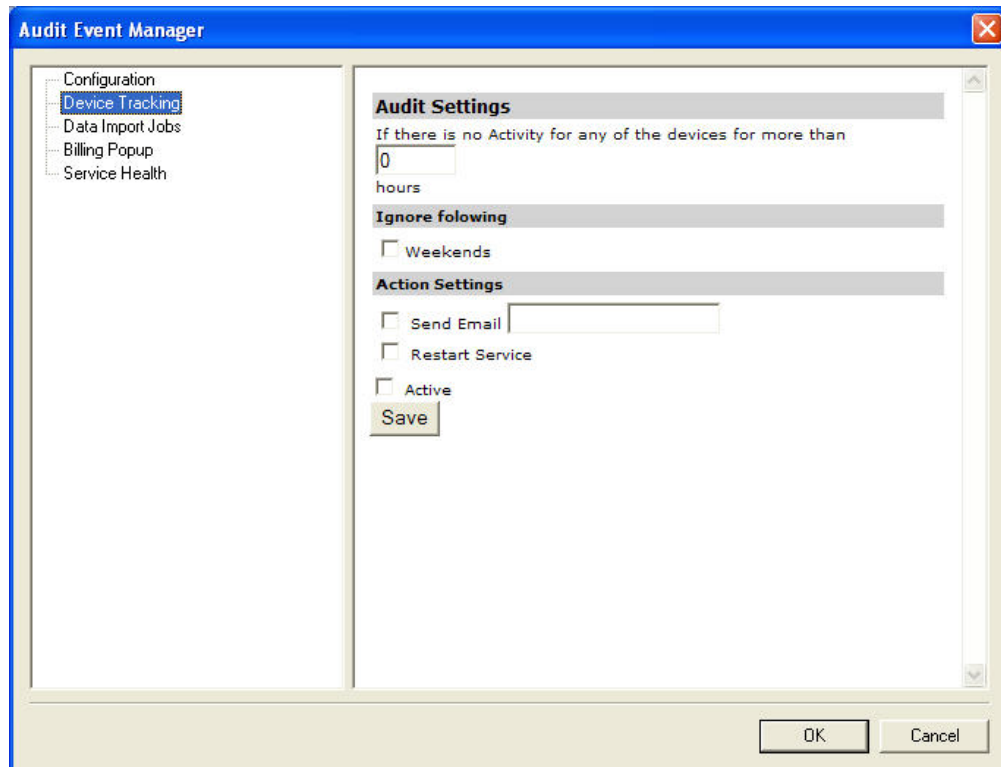 Audit Event Manager
Configuration
Device Tracking
Data Import Jobs
Billing Popup
Service Health
Audit Settings
If there is no Activity for any of the devices for more than
0
hours
Ignore folowing
Weekends
Action Settings
Send Email
Restart Service
Active
Save
OK
Cancel